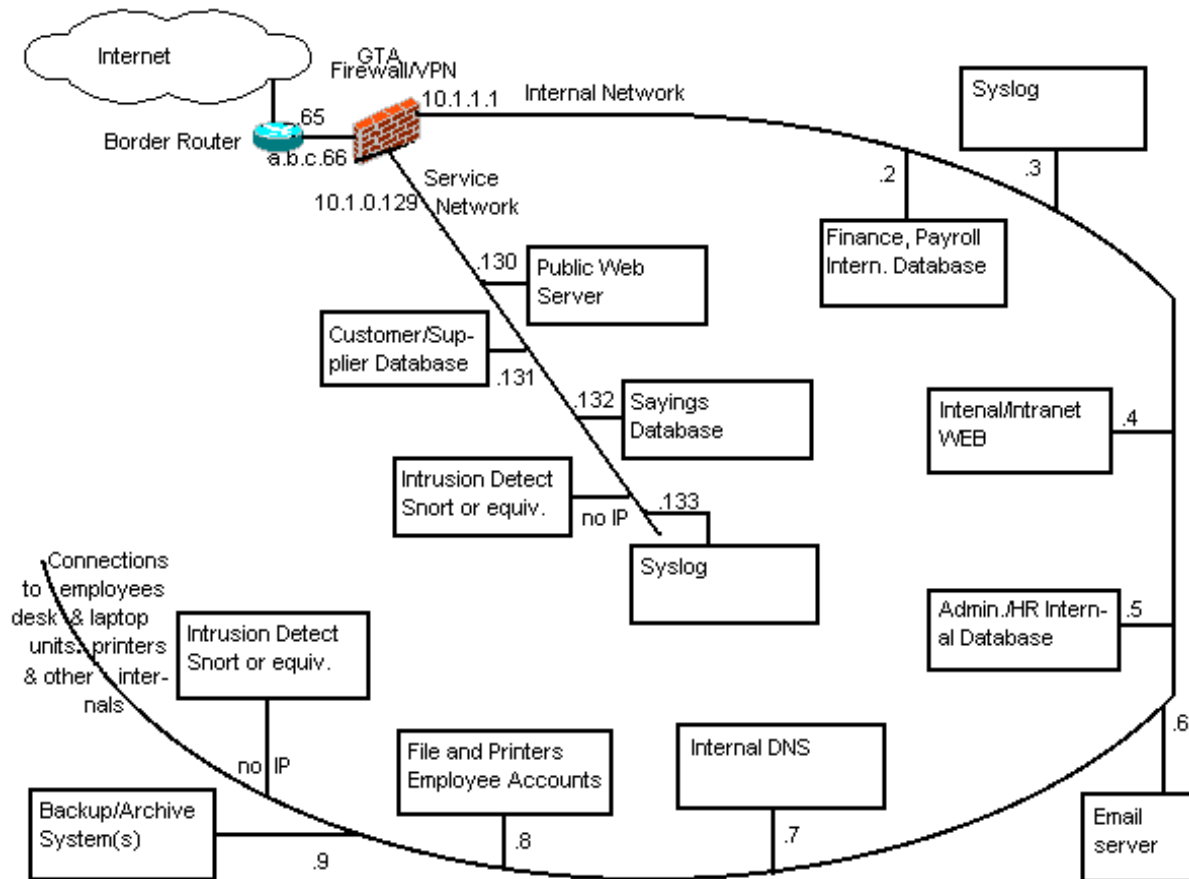 Internet
GTA
Firewall/VPN
.65
Border Router
a.b.c.66
10.1.1.1
Internal Network
Syslog
.2
.3
Finance, Payroll
Intern. Database
10.1.0.129
Service
Network
.130
Public Web
Server
Customer/Sup-
plier Database
.131
.132
Sayings
Database
Intenal/Intranet
WEB
.4
Intrusion Detect
Snort or equiv.
no IP
.133
Syslog
Admin./HR Intern-
al Database
.5
Connections
to employees
desk & laptop
units. printers
& other inter-
nals
Intrusion Detect
Snort or equiv.
no IP
File and Printers
Employee Accounts
.8
Internal DNS
.7
.6
Email
server
Backup/Archive
System(s)
.9